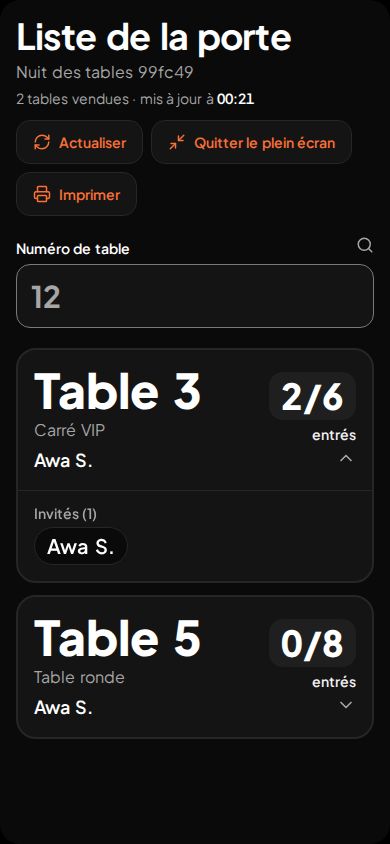 Liste de la porte
Nuit des tables 99fc49
2 tables vendues · mis à jour à 00:21
Actualiser
Quitter le plein écran
Imprimer
Numéro de table
12
Table 3
2/6
Carré VIP
entrés
Awa S.
Invités (1)
Awa S.
Table 5
0/8
Table ronde
entrés
Awa S.